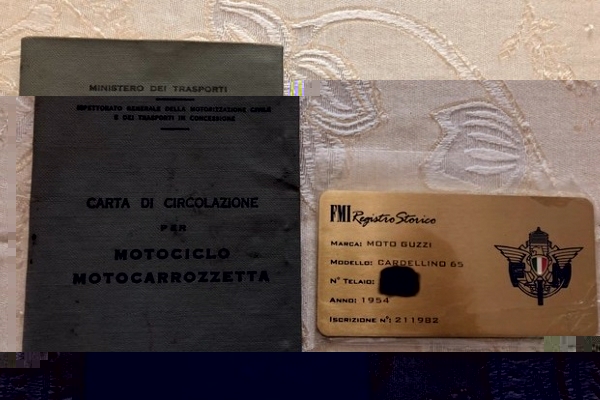 MINISTERO DEI TRASPORTI
ISPETTORATO GENERALE DELLA MOTORIZZAZIONE CIVILE
E DEI TRASPORTI IN CONCESSIONE
CARTA DI CIRCOLAZIONE
PER
MOTOCICLO
MOTOCARROZZETTA
FMI Registro Storico
MARCA: MOTO GUZZI
MODELLO: CARDELLINO 65
N° TELAIO:
ANNO: 1954
ISCRIZIONE N°: 211982